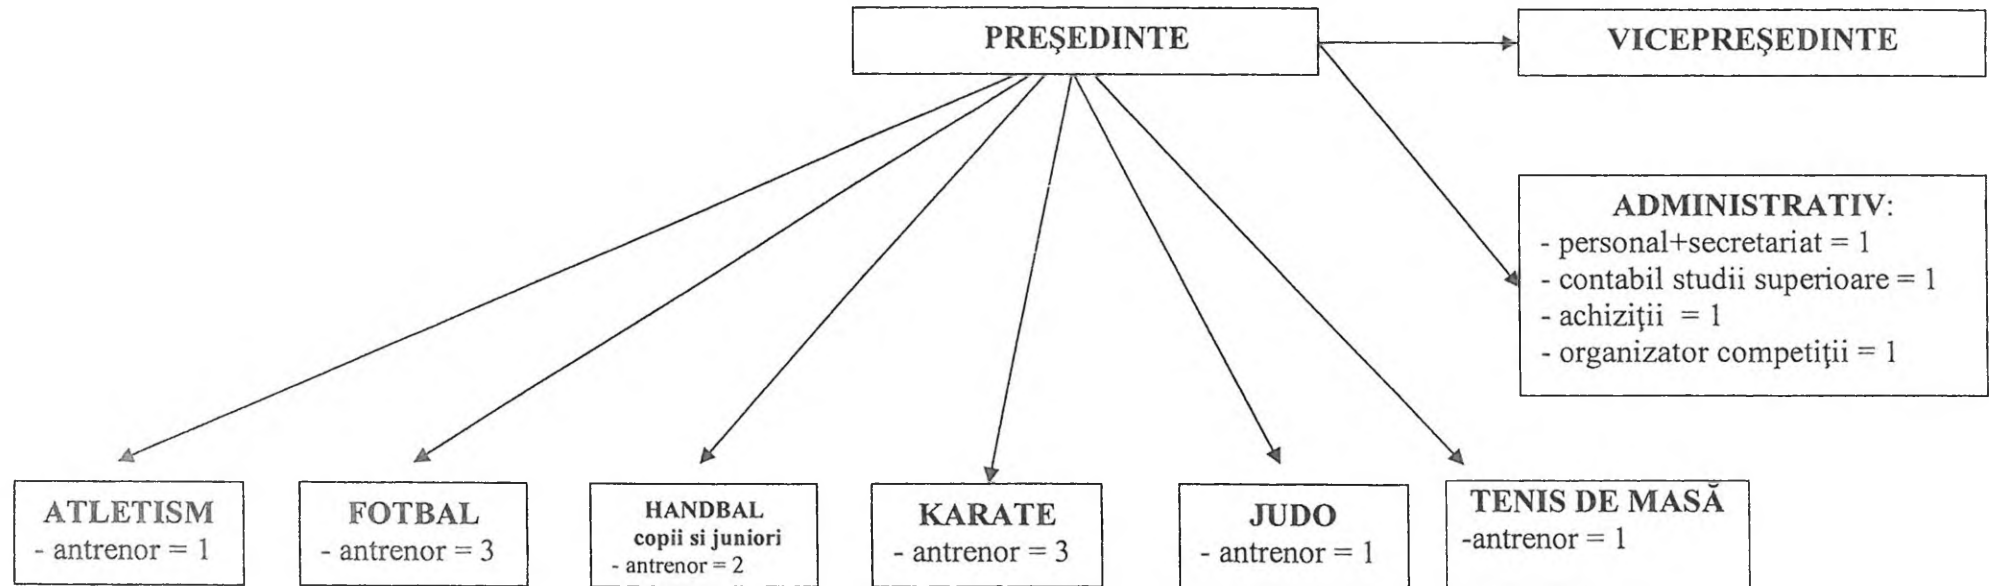 PREŞEDINTE
VICEPREŞEDINTE
ADMINISTRATIV:
- personal+secretariat = 1
- contabil studii superioare = 1
- achiziţii = 1
- organizator competiţii = 1
ATLETISM
- antrenor = 1
FOTBAL
- antrenor = 3
HANDBAL
copii si juniori
- antrenor = 2
KARATE
- antrenor = 3
JUDO
- antrenor = 1
TENIS DE MASĂ
-antrenor = 1